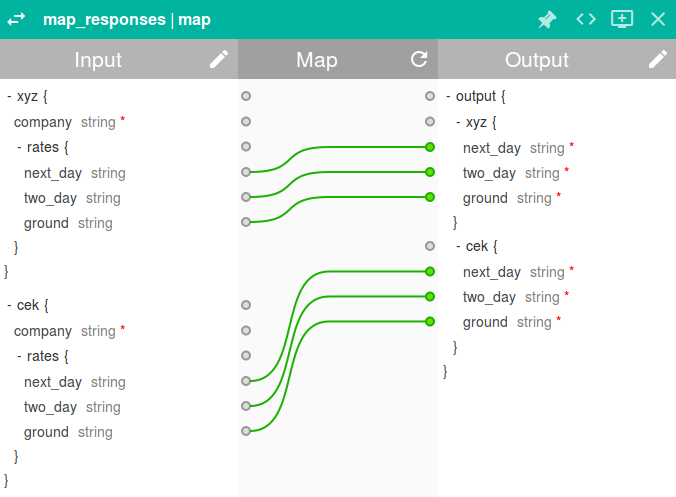 map_responses | map
Input
Map
Output
- xyz {
company string *
- rates {
next_day string
two_day string
ground string
}
}
- cek {
company string *
- rates {
next_day string
two_day string
ground string
}
}
- output {
- xyz {
next_day string *
two_day string *
ground string *
}
- cek {
next_day string *
two_day string *
ground string *
}
}